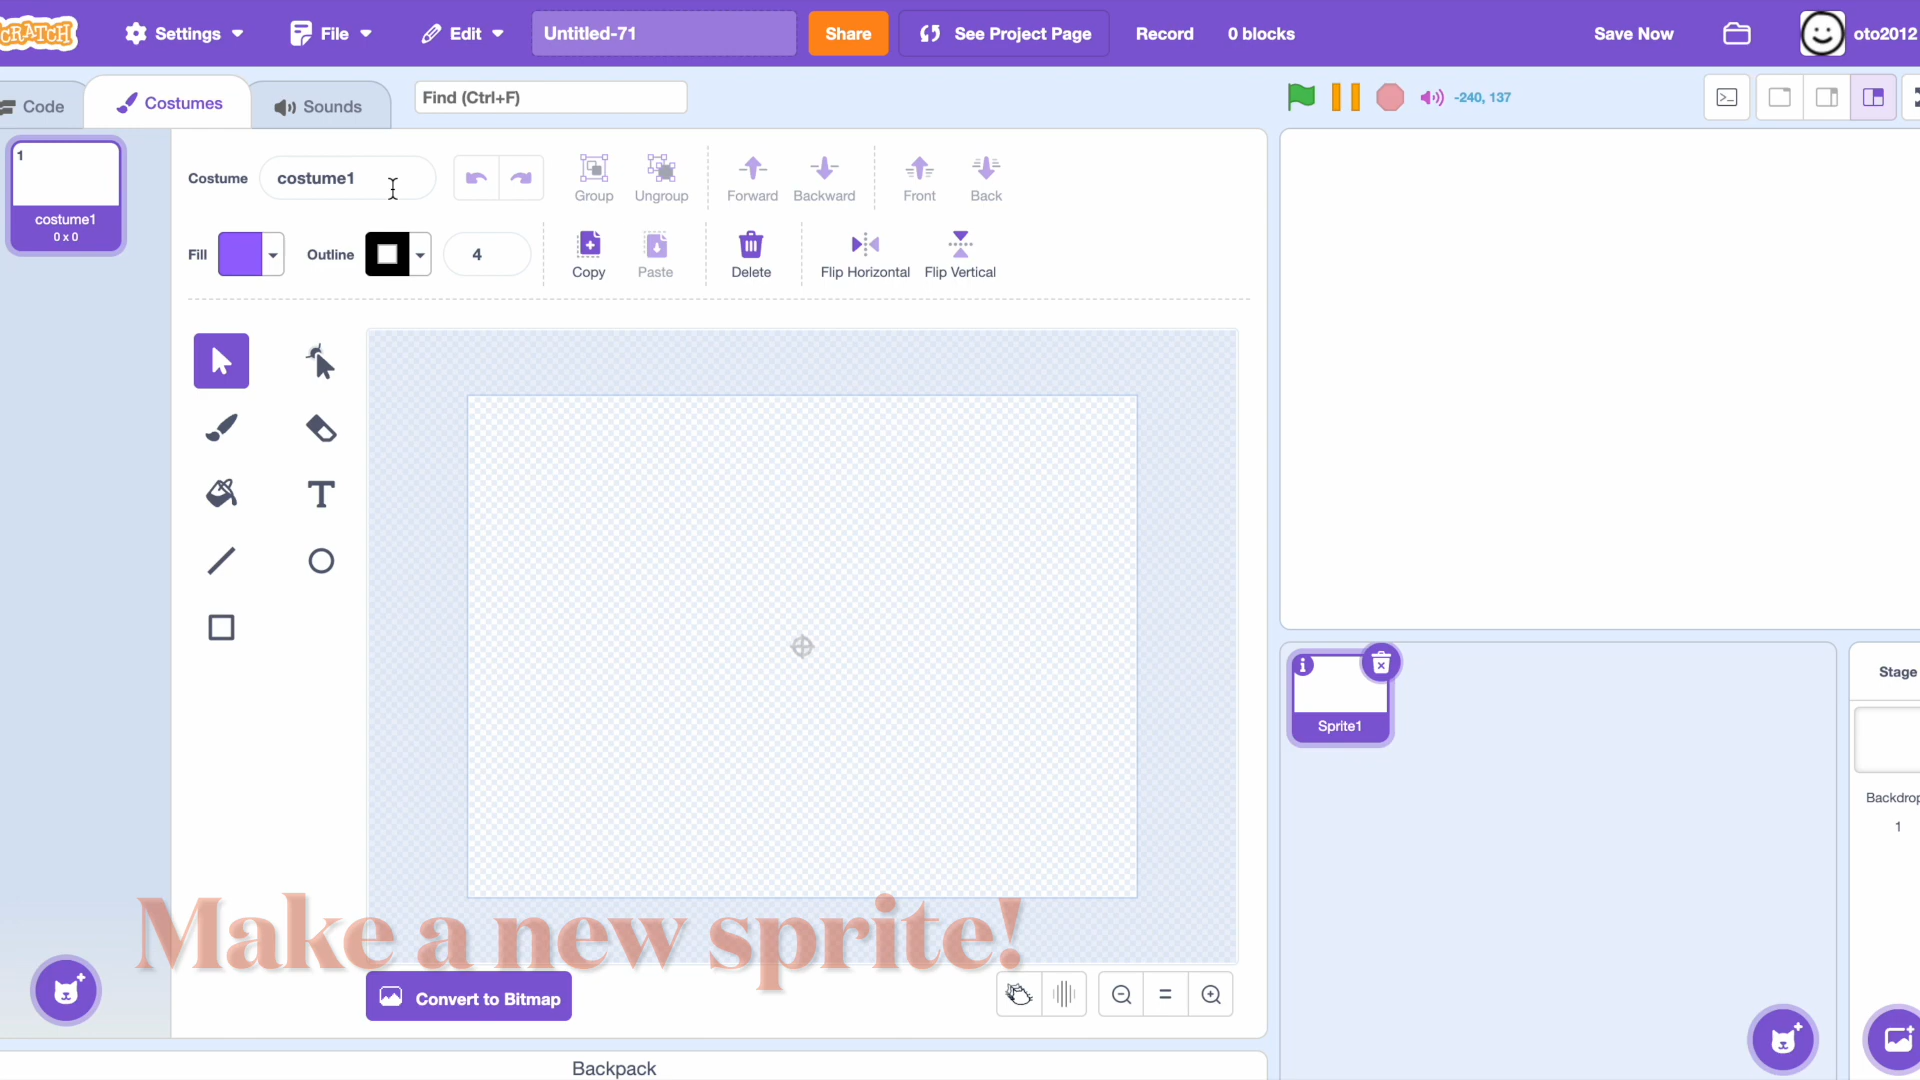 SCRATCH
Settings
File
Edit
Untitled-71
Share
See Project Page
Record
0 blocks
Save Now
oto2012
Code
Costumes
Sounds
Find (Ctrl+F)
-240, 137
1
costume1
0 x 0
Costume
costume1
Group
Ungroup
Forward
Backward
Front
Back
Fill
Outline
4
Copy
Paste
Delete
Flip Horizontal
Flip Vertical
Sprite1
Stage
Backdrop
1
Make a new sprite!
Convert to Bitmap
Backpack